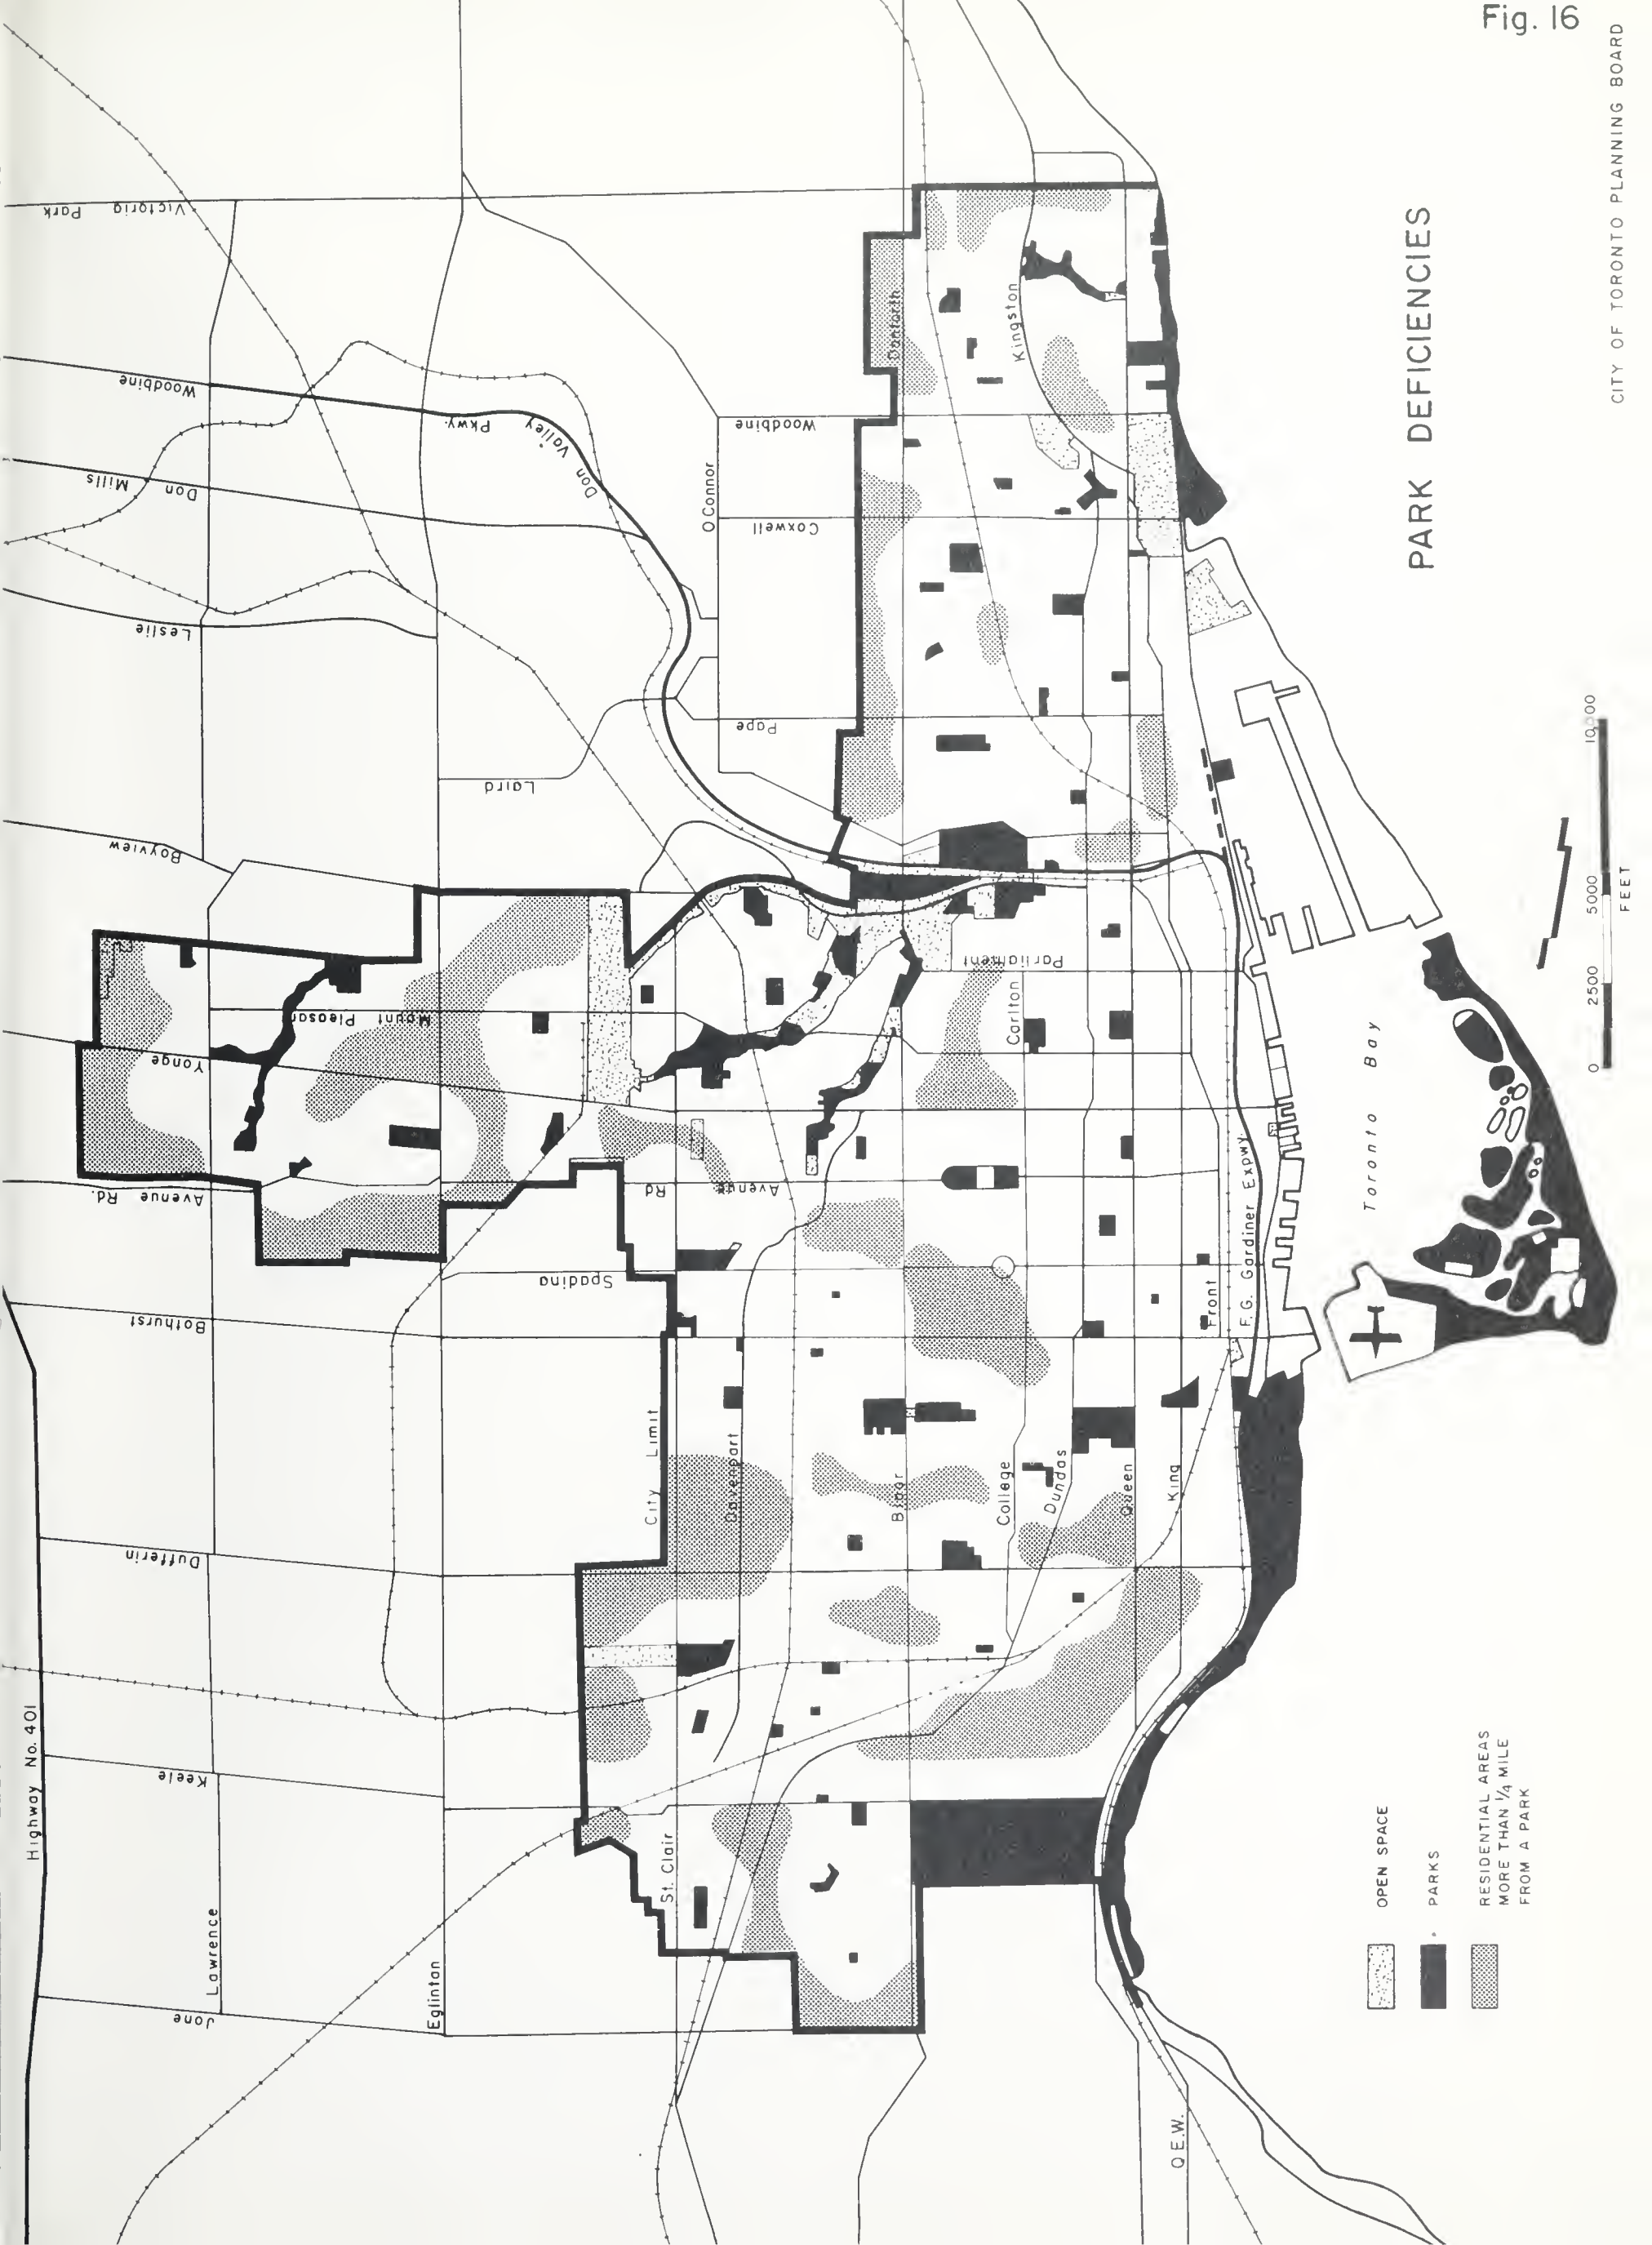 Fig. 16
CITY OF TORONTO PLANNING BOARD
PARK DEFICIENCIES
Highway No. 401
Lawrence
Eglinton
St. Clair
City Limit
Davenport
Bloor
College
Dundas
Queen
King
Front
F.G. Gardiner Expwy.
Carlton
O'Connor
Danforth
Kingston
Q.E.W.
Jane
Keele
Dufferin
Bathurst
Spadina
Avenue Rd.
Avenue Rd
Yonge
Mount Pleasant
Bayview
Laird
Leslie
Don Mills
Don Valley Pkwy.
Woodbine
Woodbine
Victoria Park
Pape
Coxwell
Parliament
Toronto Bay
0 2500 5000 10,000
FEET
OPEN SPACE
PARKS
RESIDENTIAL AREAS
MORE THAN 1/4 MILE
FROM A PARK